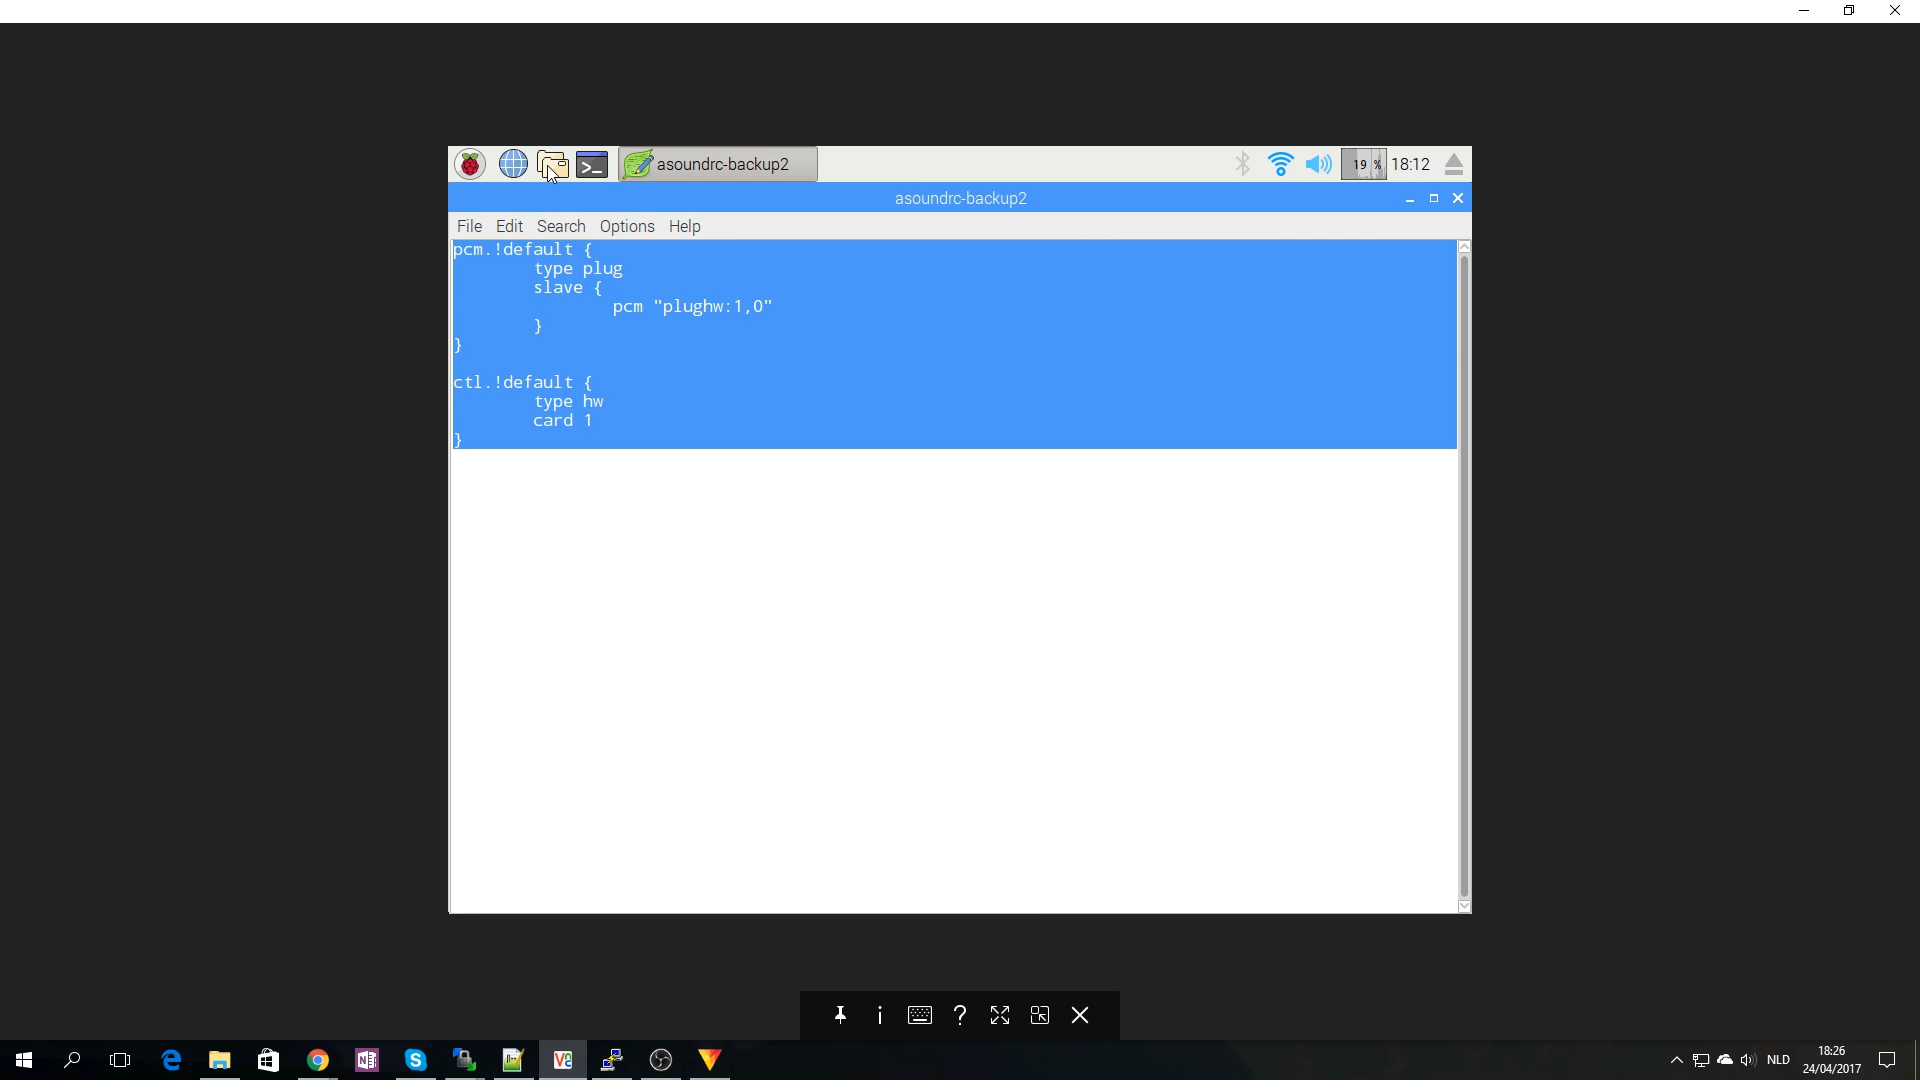 asoundrc-backup2
19 %
18:12
asoundrc-backup2
File Edit Search Options Help
pcm.!default {
type plug
slave {
pcm "plughw:1,0"
}
}
ctl.!default {
type hw
card 1
}
NLD
18:26
24/04/2017